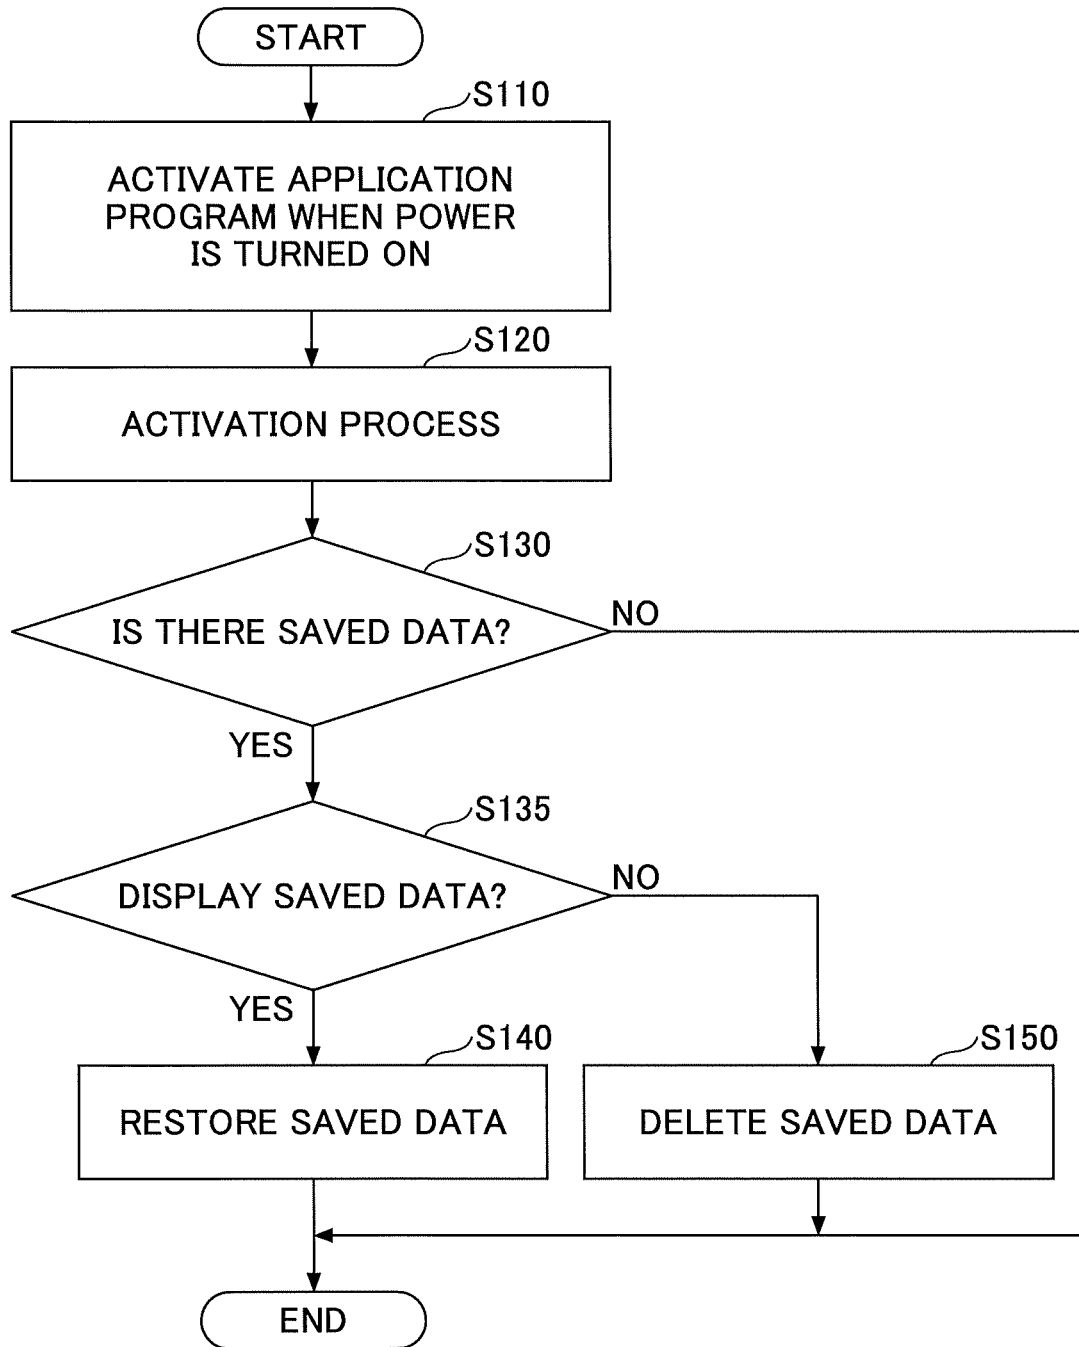 START
S110
ACTIVATE APPLICATION
PROGRAM WHEN POWER
IS TURNED ON
S120
ACTIVATION PROCESS
S130
IS THERE SAVED DATA?
NO
YES
S135
DISPLAY SAVED DATA?
NO
YES
S140
RESTORE SAVED DATA
S150
DELETE SAVED DATA
END